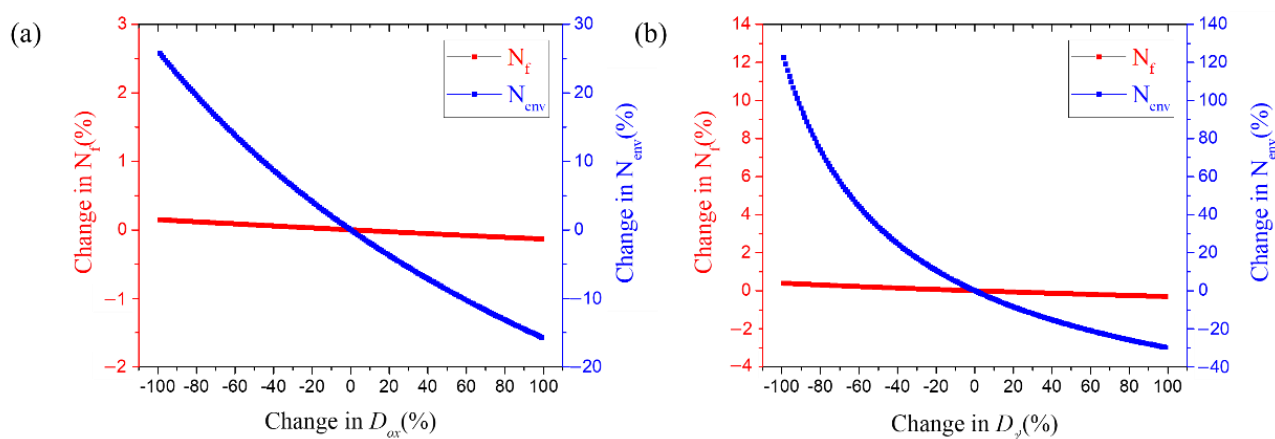 (a)
3
2
1
0
−1
−2
Change in N_f(%)
N_f
N_env
30
20
10
0
−10
−20
Change in N_env(%)
-100 -80 -60 -40 -20 0 20 40 60 80 100
Change in D_ox(%)
(b)
14
12
10
8
6
4
2
0
−2
−4
Change in N_f(%)
N_f
N_env
140
120
100
80
60
40
20
0
−20
−40
Change in N_env(%)
-100 -80 -60 -40 -20 0 20 40 60 80 100
Change in D_γ(%)